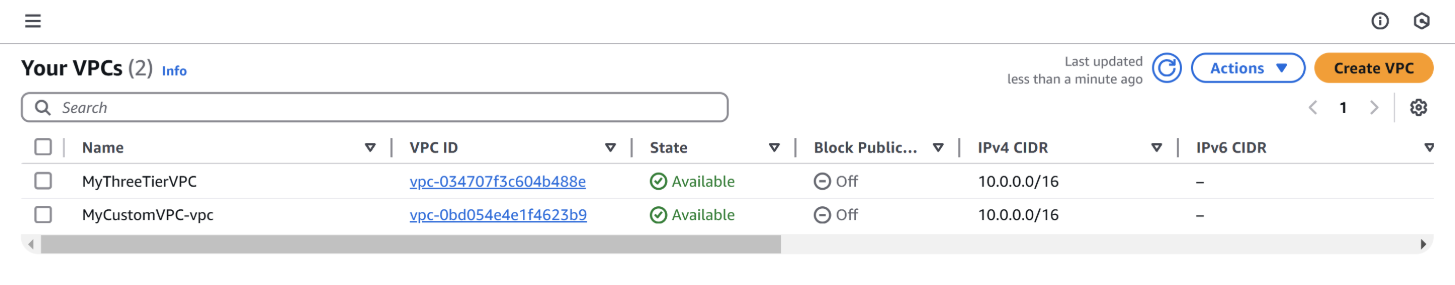 Your VPCs (2) Info
Last updated
less than a minute ago
Actions
Create VPC
Search
1
Name VPC ID State Block Public... IPv4 CIDR IPv6 CIDR
MyThreeTierVPC vpc-034707f3c604b488e Available Off 10.0.0.0/16 –
MyCustomVPC-vpc vpc-0bd054e4e1f4623b9 Available Off 10.0.0.0/16 –